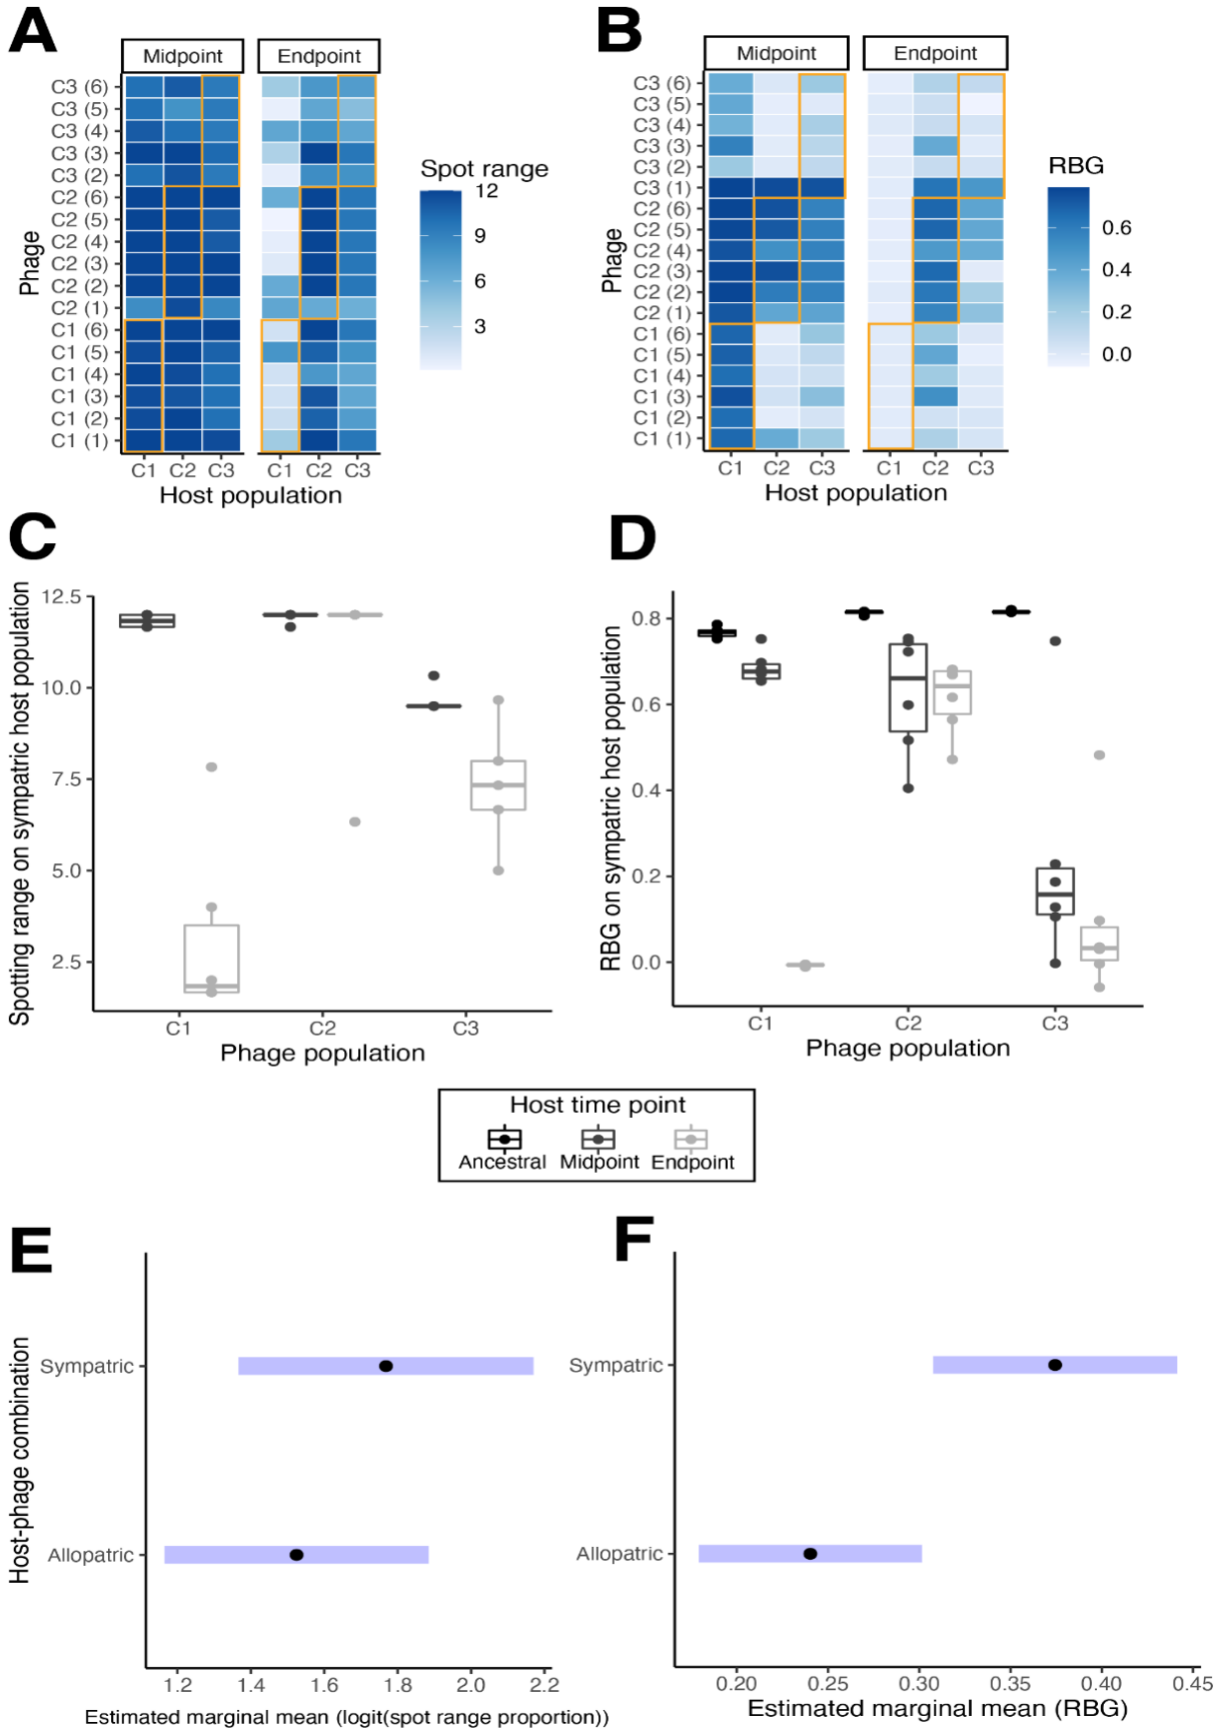 A
Midpoint
Endpoint
C3 (6)
C3 (5)
C3 (4)
C3 (3)
C3 (2)
C2 (6)
C2 (5)
C2 (4)
C2 (3)
C2 (2)
C2 (1)
C1 (6)
C1 (5)
C1 (4)
C1 (3)
C1 (2)
C1 (1)
Phage
C1 C2 C3
C1 C2 C3
Host population
Spot range
12
9
6
3
B
Midpoint
Endpoint
C3 (6)
C3 (5)
C3 (4)
C3 (3)
C3 (2)
C3 (1)
C2 (6)
C2 (5)
C2 (4)
C2 (3)
C2 (2)
C2 (1)
C1 (6)
C1 (5)
C1 (4)
C1 (3)
C1 (2)
C1 (1)
Phage
C1 C2 C3
C1 C2 C3
Host population
RBG
0.6
0.4
0.2
0.0
C
Spotting range on sympatric host population
12.5
10.0
7.5
5.0
2.5
C1 C2 C3
Phage population
D
RBG on sympatric host population
0.8
0.6
0.4
0.2
0.0
C1 C2 C3
Phage population
Host time point
Ancestral Midpoint Endpoint
E
Host-phage combination
Sympatric
Allopatric
1.2 1.4 1.6 1.8 2.0 2.2
Estimated marginal mean (logit(spot range proportion))
F
Sympatric
Allopatric
0.20 0.25 0.30 0.35 0.40 0.45
Estimated marginal mean (RBG)